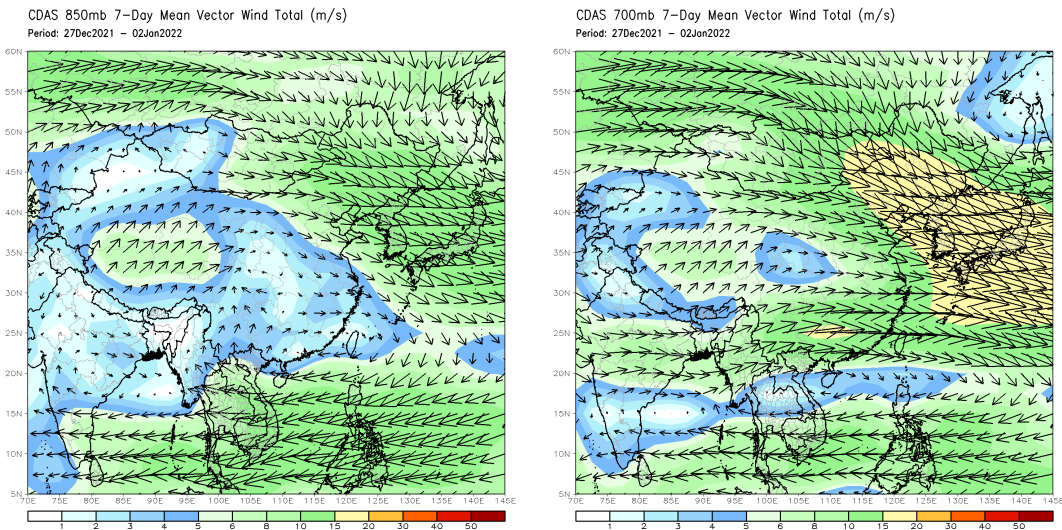 CDAS 850mb 7-Day Mean Vector Wind Total (m/s)
Period: 27Dec2021 - 02Jan2022
60N
55N
50N
45N
40N
35N
30N
25N
20N
15N
10N
5N
70E 75E 80E 85E 90E 95E 100E 105E 110E 115E 120E 125E 130E 135E 140E 145E
1 2 3 4 5 6 8 10 15 20 30 40 50
CDAS 700mb 7-Day Mean Vector Wind Total (m/s)
Period: 27Dec2021 - 02Jan2022
60N
55N
50N
45N
40N
35N
30N
25N
20N
15N
10N
5N
70E 75E 80E 85E 90E 95E 100E 105E 110E 115E 120E 125E 130E 135E 140E 145E
1 2 3 4 5 6 8 10 15 20 30 40 50